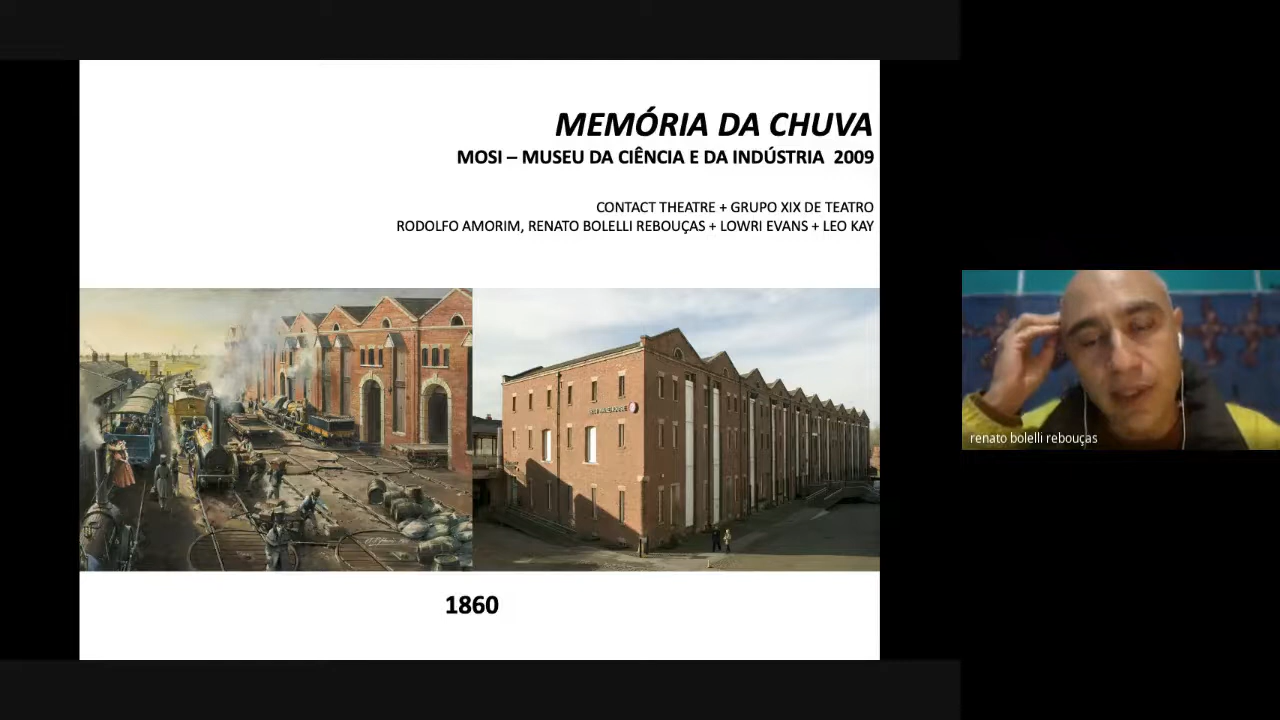 MEMÓRIA DA CHUVA
MOSI – MUSEU DA CIÊNCIA E DA INDÚSTRIA 2009
CONTACT THEATRE + GRUPO XIX DE TEATRO
RODOLFO AMORIM, RENATO BOLELLI REBOUÇAS + LOWRI EVANS + LEO KAY
1860
renato bolelli rebouças